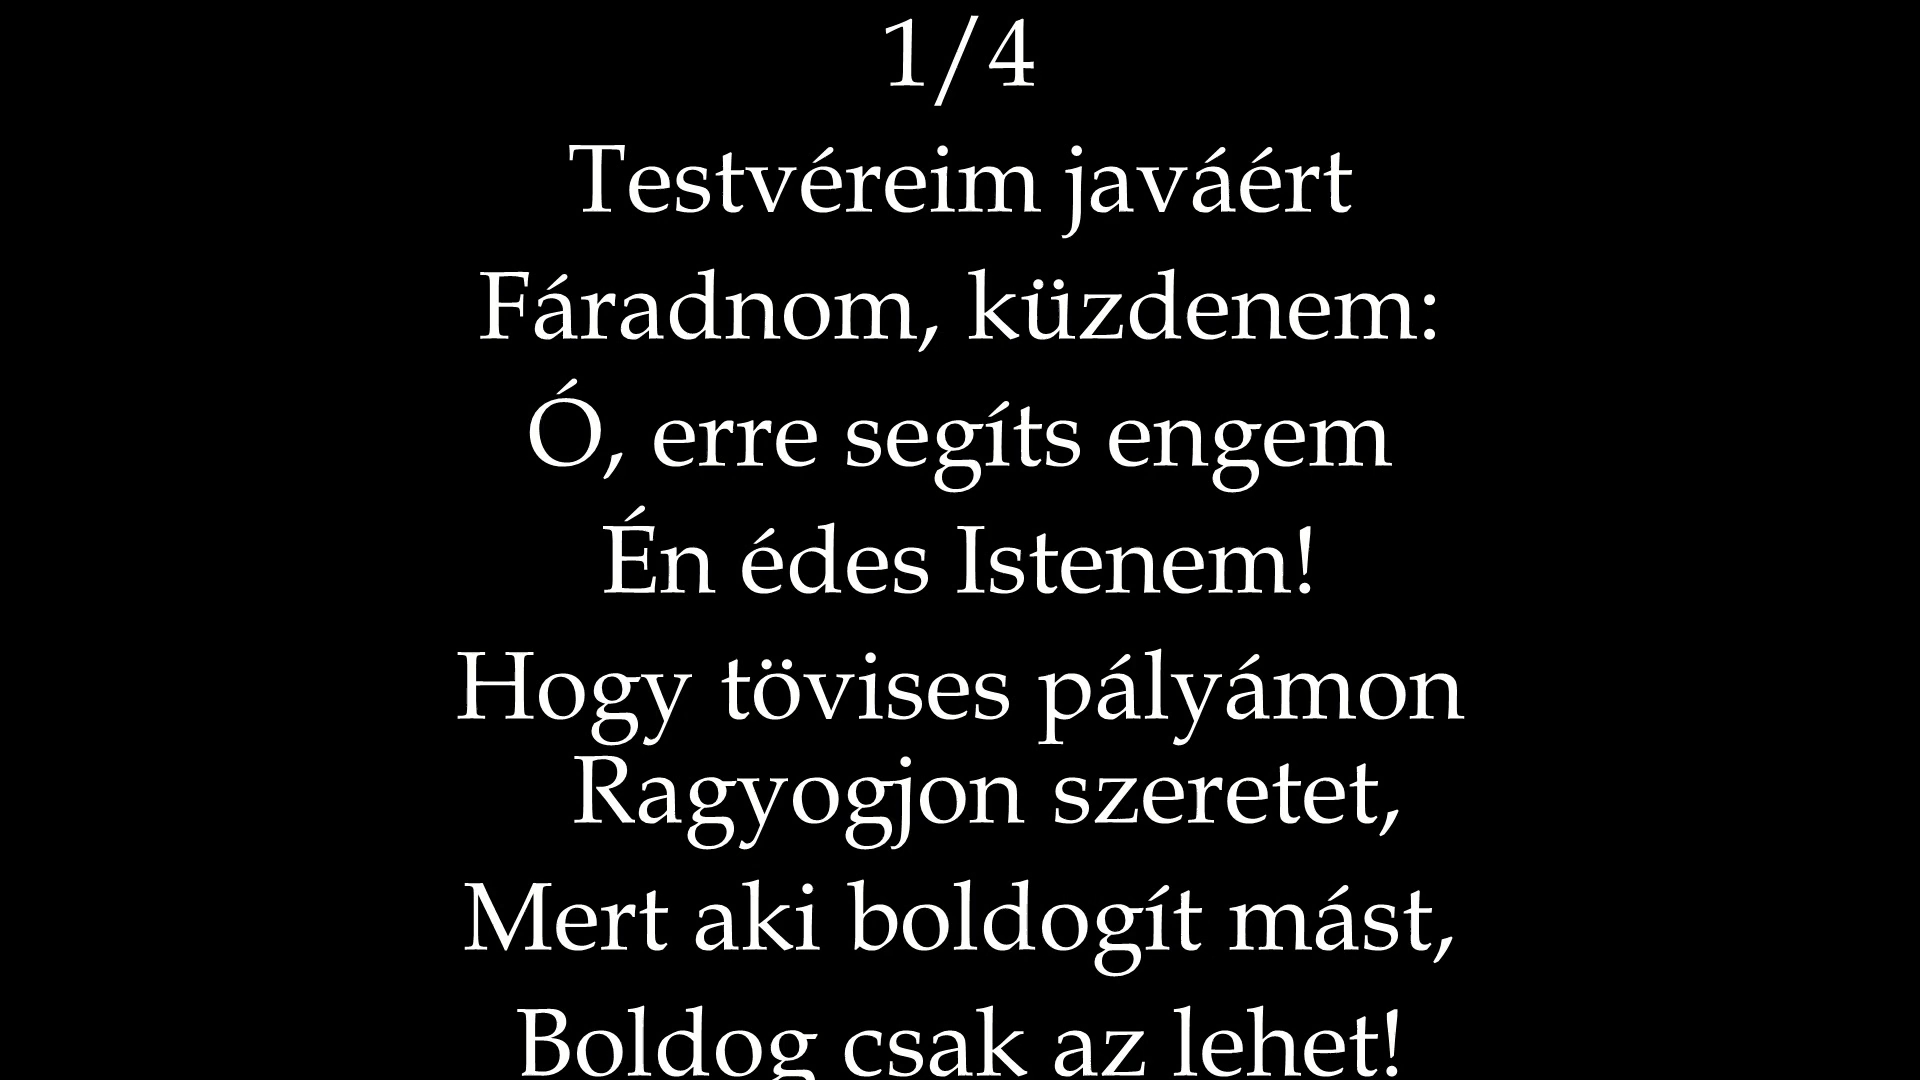 1/4
Testvéreim javáért
Fáradnom, küzdenem:
Ó, erre segíts engem
Én édes Istenem!
Hogy tövises pályámon
Ragyogjon szeretet,
Mert aki boldogít mást,
Boldog csak az lehet!